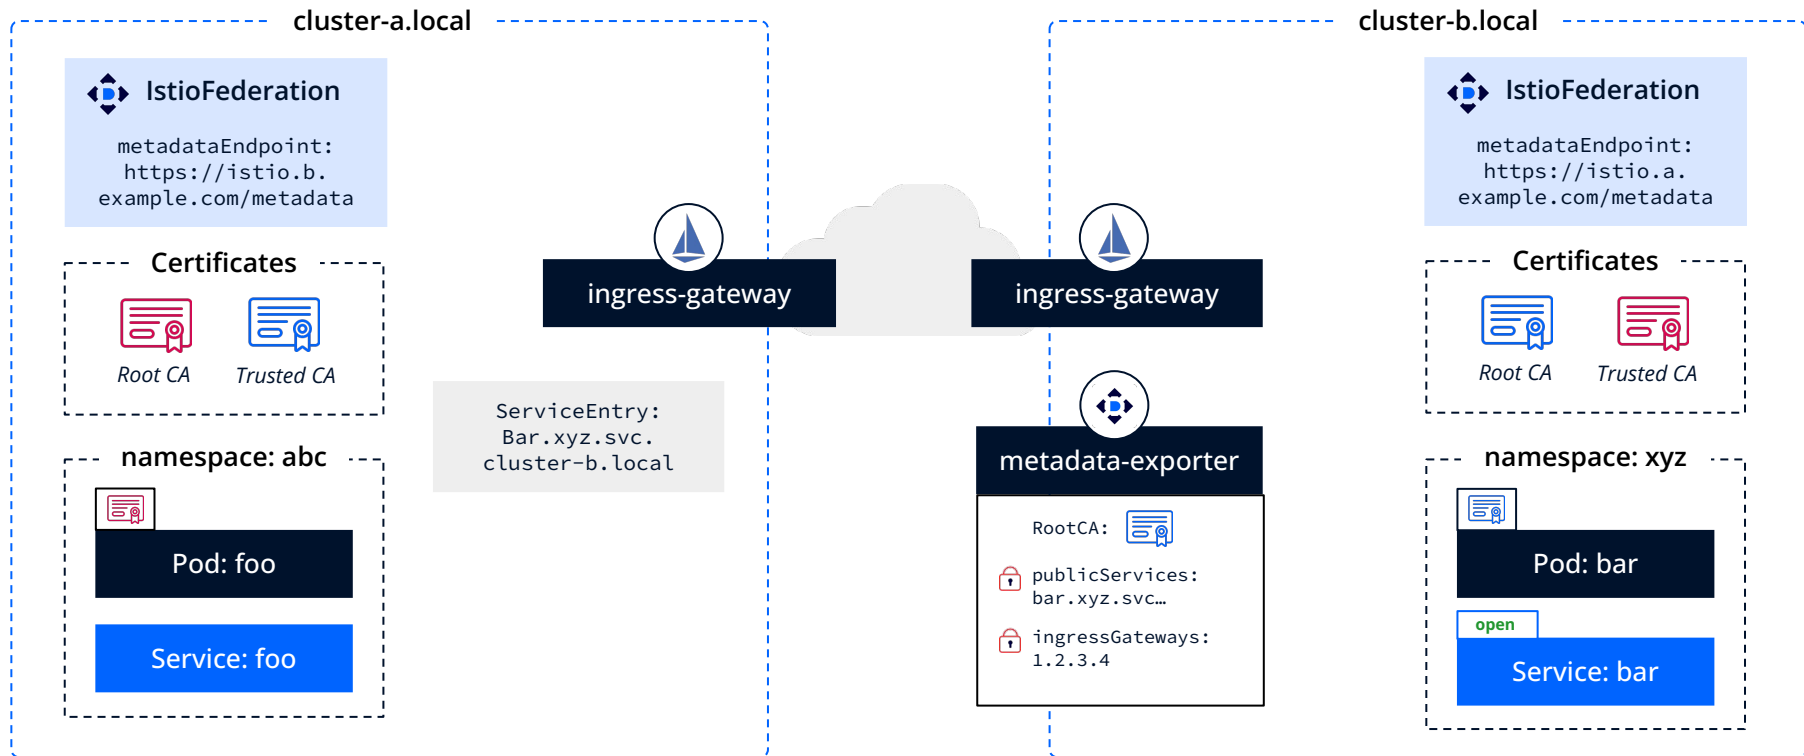 cluster-a.local
IstioFederation
metadataEndpoint:
https://istio.b.
example.com/metadata
Certificates
Root CA
Trusted CA
namespace: abc
Pod: foo
Service: foo
ingress-gateway
ServiceEntry:
Bar.xyz.svc.
cluster-b.local
cluster-b.local
ingress-gateway
metadata-exporter
RootCA:
publicServices:
bar.xyz.svc…
ingressGateways:
1.2.3.4
IstioFederation
metadataEndpoint:
https://istio.a.
example.com/metadata
Certificates
Root CA
Trusted CA
namespace: xyz
Pod: bar
open
Service: bar